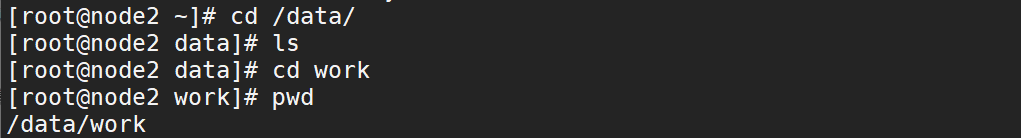 [root@node2 ~]# cd /data/
[root@node2 data]# ls
[root@node2 data]# cd work
[root@node2 work]# pwd
/data/work